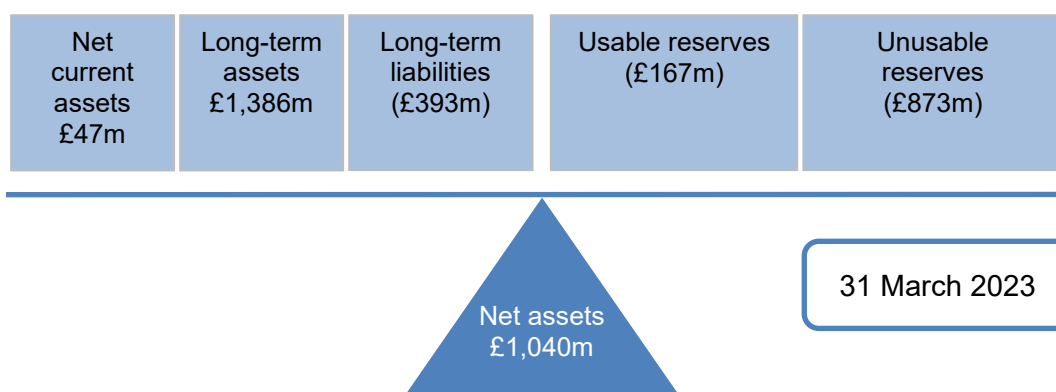 Net
current
assets
£47m
Long-term
assets
£1,386m
Long-term
liabilities
(£393m)
Usable reserves
(£167m)
Unusable
reserves
(£873m)
31 March 2023
Net assets
£1,040m